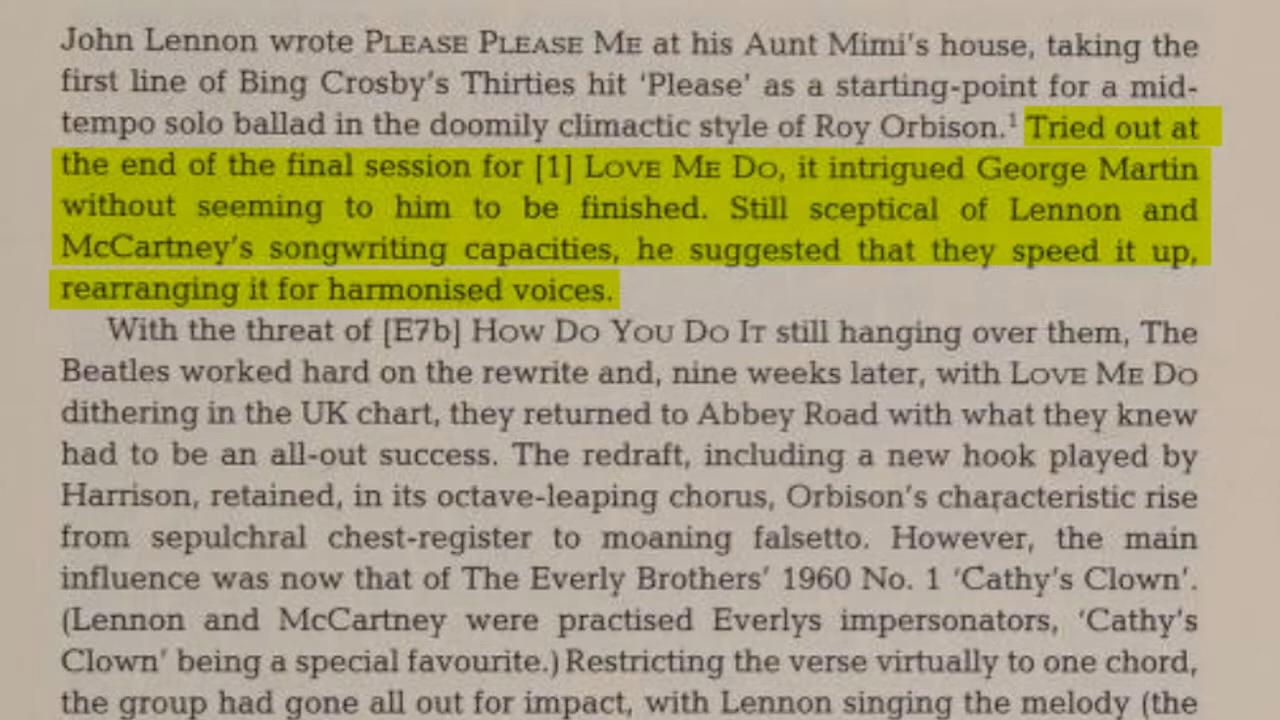 John Lennon wrote PLEASE PLEASE ME at his Aunt Mimi's house, taking the
first line of Bing Crosby's Thirties hit 'Please' as a starting-point for a mid-
tempo solo ballad in the doomily climactic style of Roy Orbison.¹ Tried out at
the end of the final session for [1] LOVE ME DO, it intrigued George Martin
without seeming to him to be finished. Still sceptical of Lennon and
McCartney's songwriting capacities, he suggested that they speed it up,
rearranging it for harmonised voices.
With the threat of [E7b] HOW DO YOU DO IT still hanging over them, The
Beatles worked hard on the rewrite and, nine weeks later, with LOVE ME DO
dithering in the UK chart, they returned to Abbey Road with what they knew
had to be an all-out success. The redraft, including a new hook played by
Harrison, retained, in its octave-leaping chorus, Orbison's characteristic rise
from sepulchral chest-register to moaning falsetto. However, the main
influence was now that of The Everly Brothers' 1960 No. 1 'Cathy's Clown'.
(Lennon and McCartney were practised Everlys impersonators, 'Cathy's
Clown' being a special favourite.) Restricting the verse virtually to one chord,
the group had gone all out for impact, with Lennon singing the melody (the